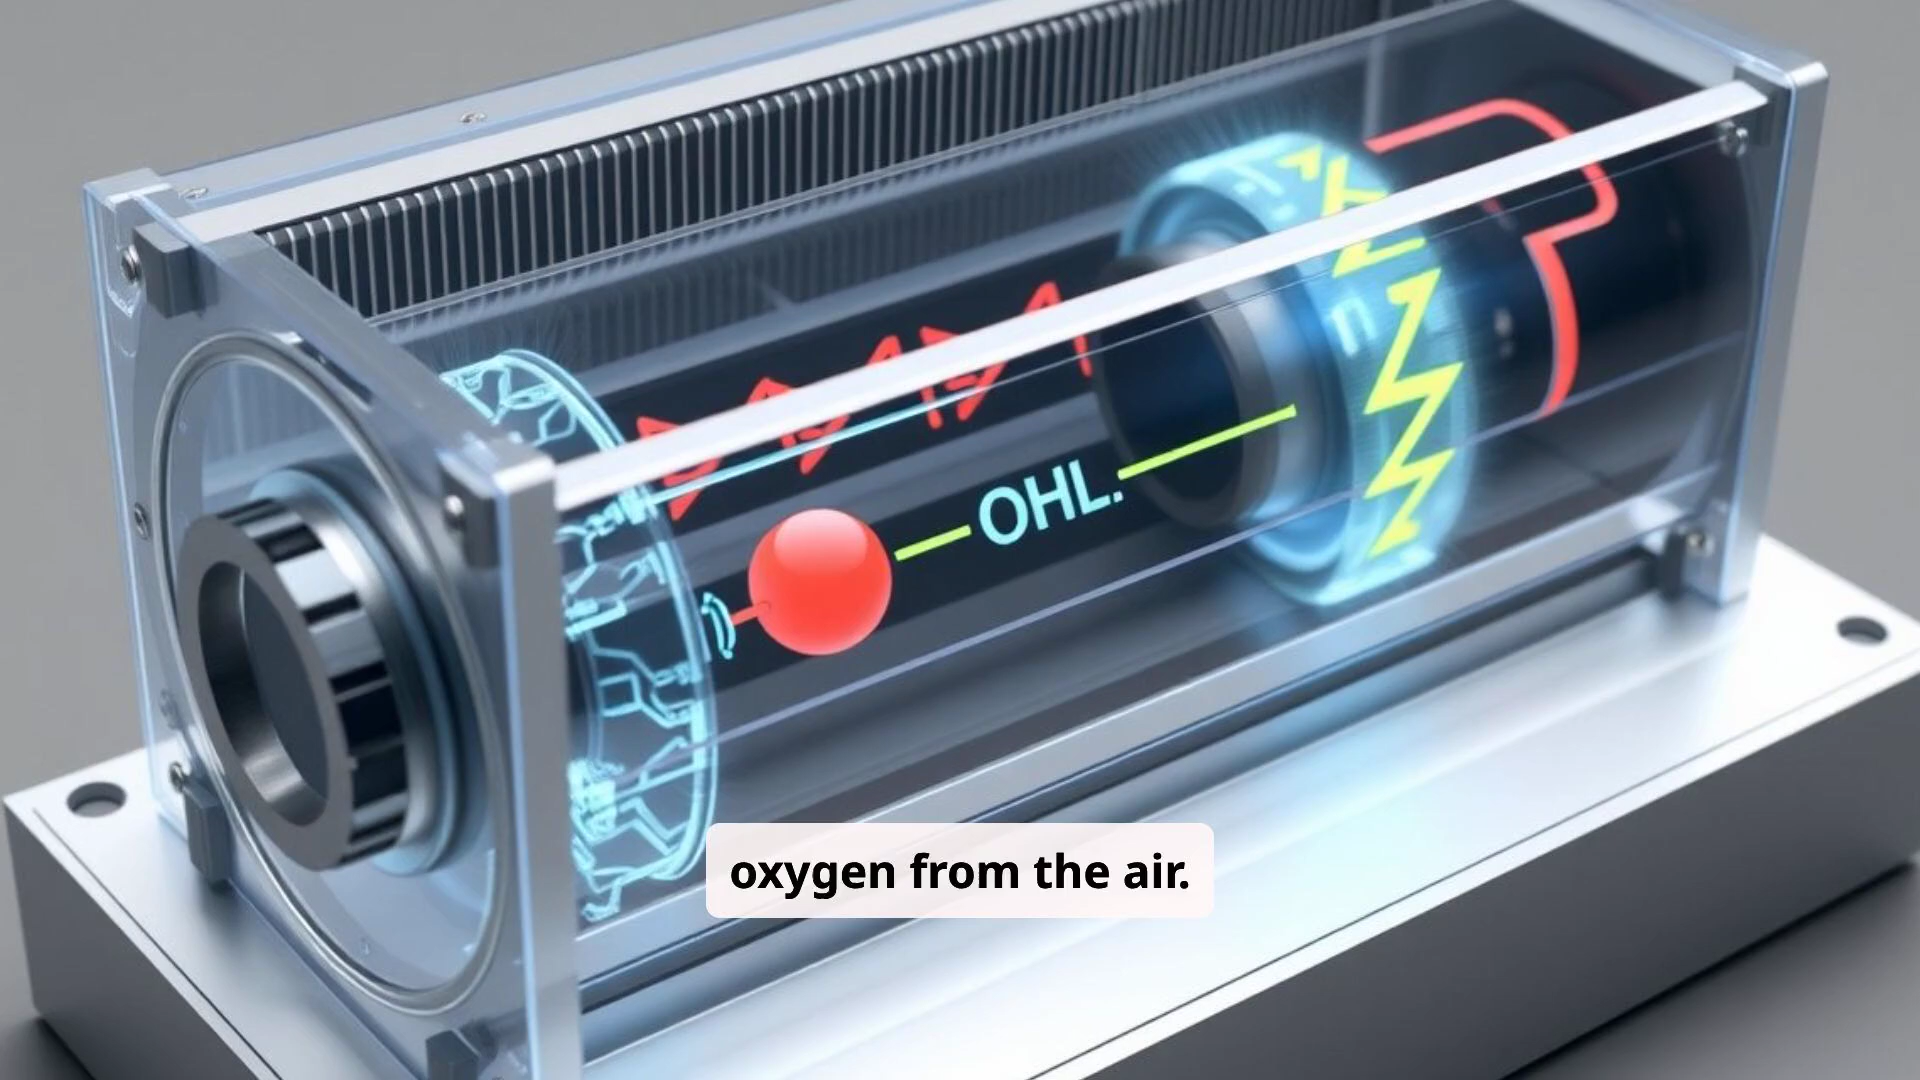 OHL.
oxygen from the air.